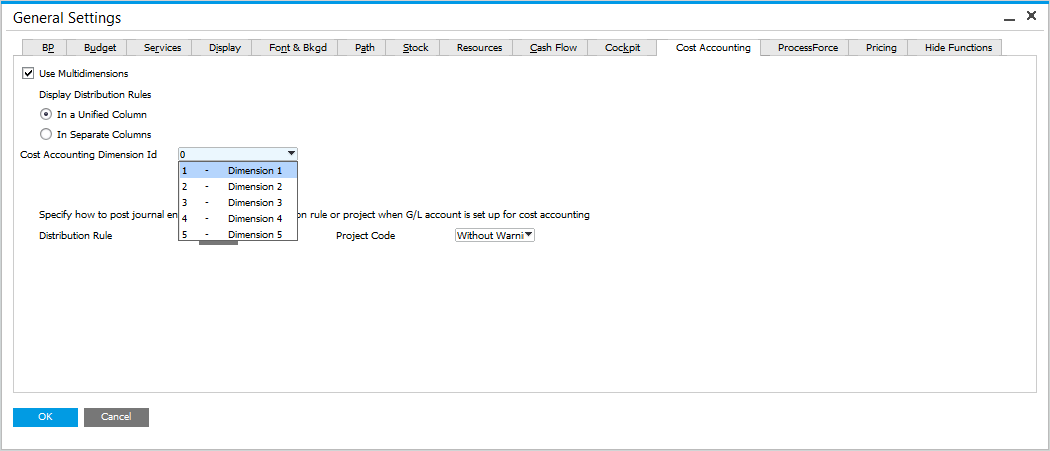 General Settings
BP Budget Services Display Font & Bkgd Path Stock Resources Cash Flow Cockpit Cost Accounting ProcessForce Pricing Hide Functions
Use Multidimensions
Display Distribution Rules
In a Unified Column
In Separate Columns
Cost Accounting Dimension Id 0
1 - Dimension 1
2 - Dimension 2
3 - Dimension 3
Specify how to post journal en on rule or project when G/L account is set up for cost accounting
4 - Dimension 4
Distribution Rule 5 - Dimension 5 Project Code Without Warni
OK Cancel